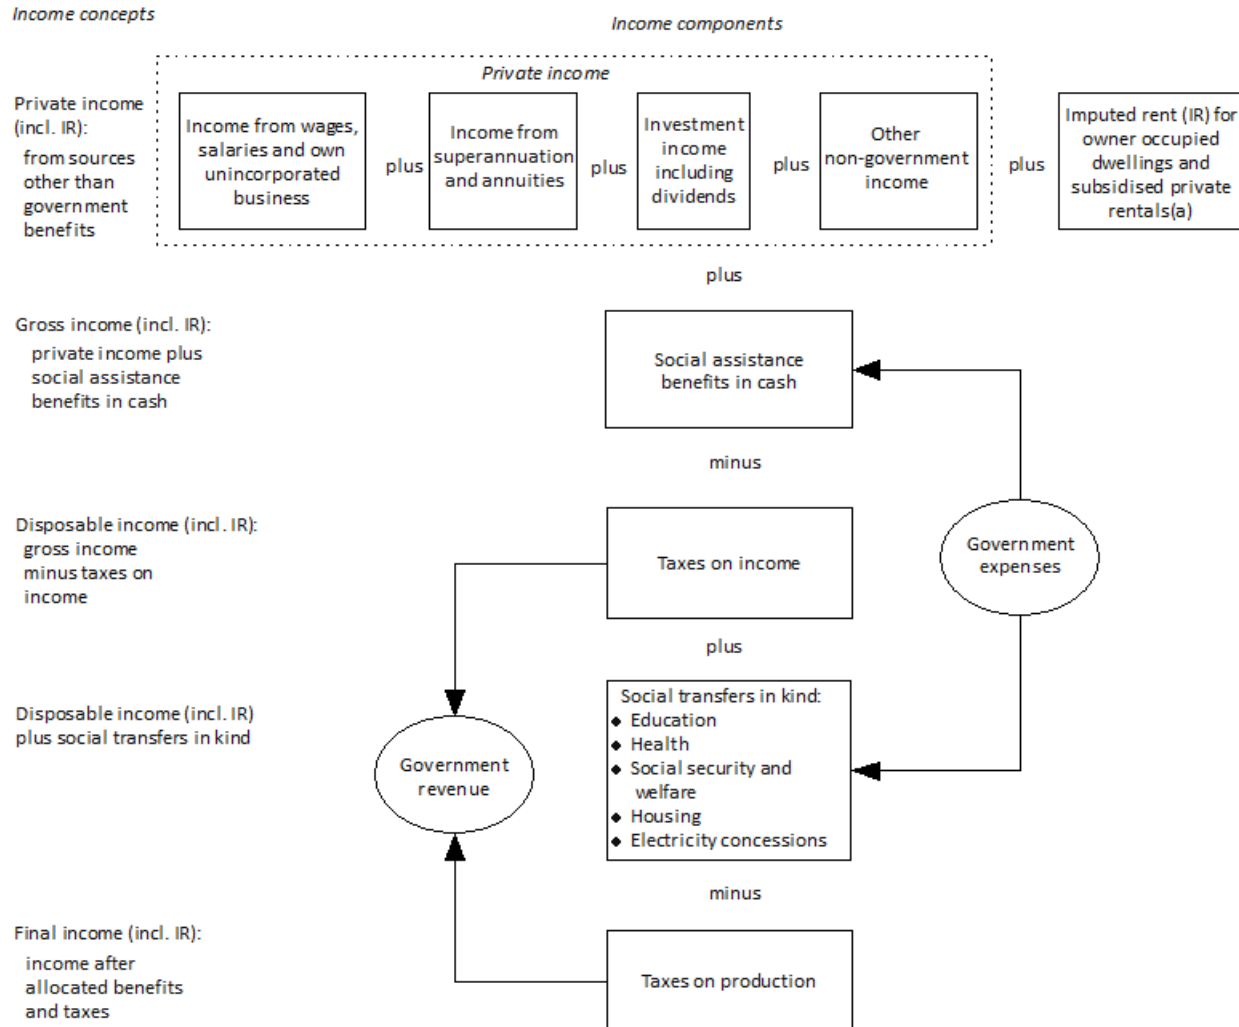 Income concepts
Income components
Private income
Private income
(incl. IR):
from sources
other than
government
benefits
Income from wages,
salaries and own
unincorporated
business
plus
Income from
superannuation
and annuities
plus
Investment
income
including
dividends
plus
Other
non-government
income
plus
Imputed rent (IR) for
owner occupied
dwellings and
subsidised private
rentals(a)
plus
Gross income (incl. IR):
private income plus
social assistance
benefits in cash
Social assistance
benefits in cash
minus
Disposable income (incl. IR):
gross income
minus taxes on
income
Taxes on income
Government
expenses
plus
Disposable income (incl. IR)
plus social transfers in kind
Government
revenue
Social transfers in kind:
◆ Education
◆ Health
◆ Social security and
welfare
◆ Housing
◆ Electricity concessions
minus
Final income (incl. IR):
income after
allocated benefits
and taxes
Taxes on production